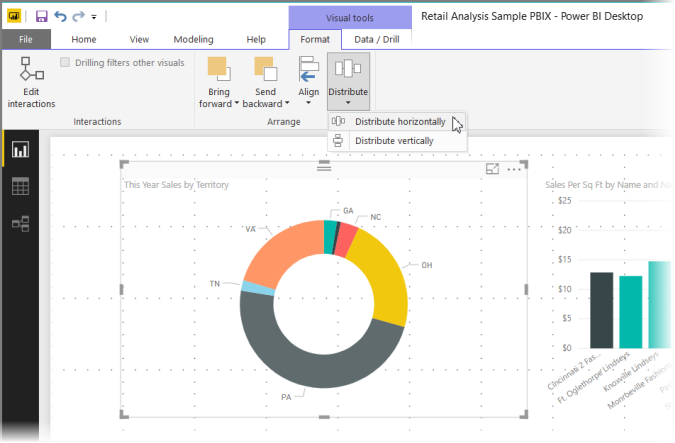 Visual tools
Retail Analysis Sample PBIX - Power BI Desktop
File Home View Modeling Help Format Data / Drill
Edit interactions
Drilling filters other visuals
Bring forward
Send backward
Align
Distribute
Interactions
Arrange
Distribute horizontally
Distribute vertically
This Year Sales by Territory
GA
NC
VA
OH
TN
PA
Sales Per Sq Ft by Name and N
$25
$20
$15
$10
$5
$0
Cincinnati 2 Fas...
Ft. Oglethorpe Lindseys
Knoxville Lindseys
Monroeville Fashion